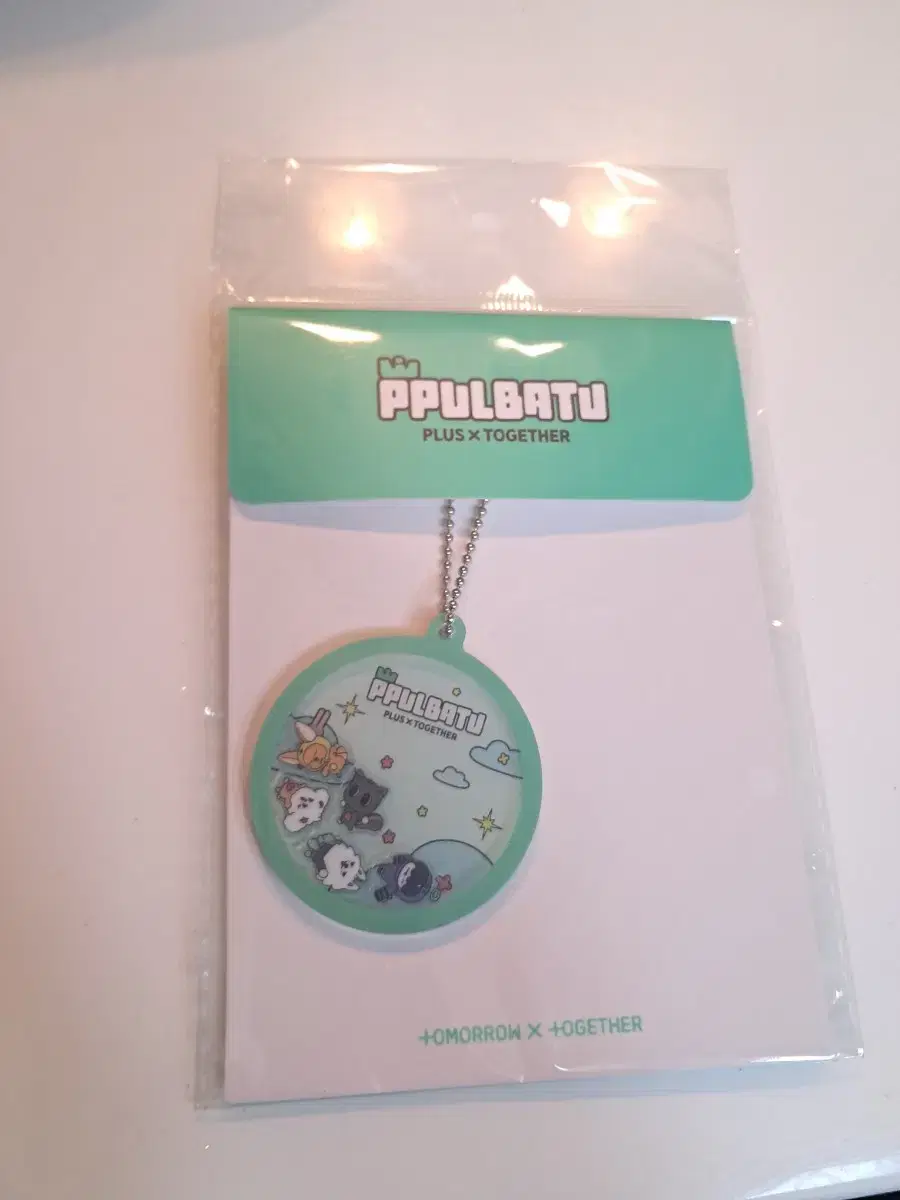 PPULBATU
PLUS X TOGETHER
PPULBATU
PLUS X TOGETHER
TOMORROW X TOGETHER